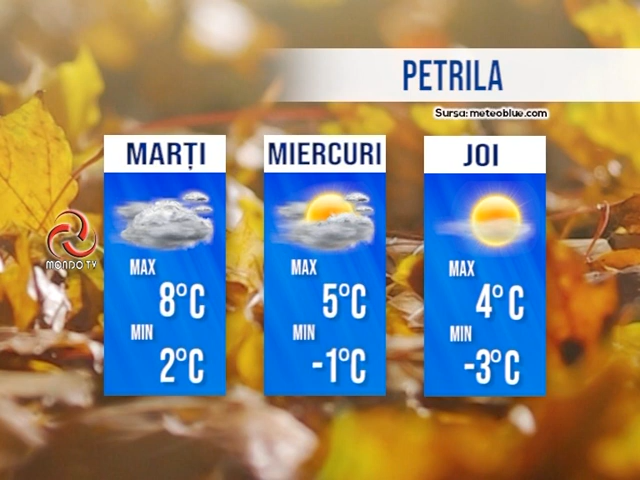 PETRILA
Sursa: meteoblue.com
MARȚI
MAX
8°C
MIN
2°C
MIERCURI
MAX
5°C
MIN
-1°C
JOI
MAX
4°C
MIN
-3°C
MONDO TV